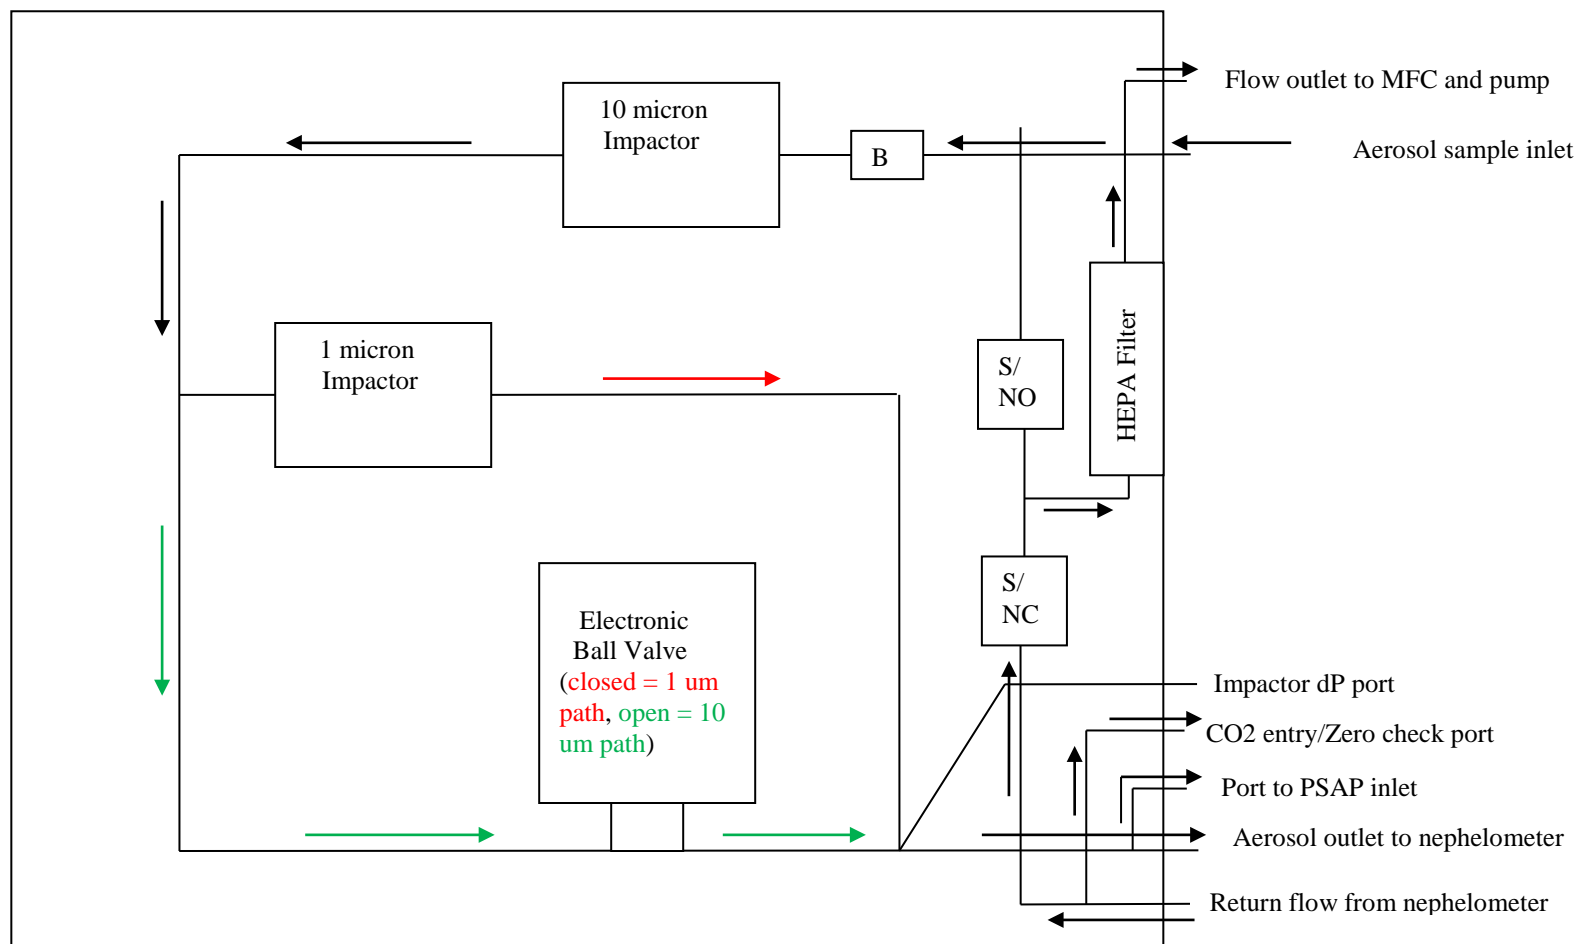 Flow outlet to MFC and pump
10 micron
Impactor
B
Aerosol sample inlet
1 micron
Impactor
S/
NO
HEPA Filter
S/
NC
Electronic
Ball Valve
(closed = 1 um
path, open = 10
um path)
Impactor dP port
CO2 entry/Zero check port
Port to PSAP inlet
Aerosol outlet to nephelometer
Return flow from nephelometer